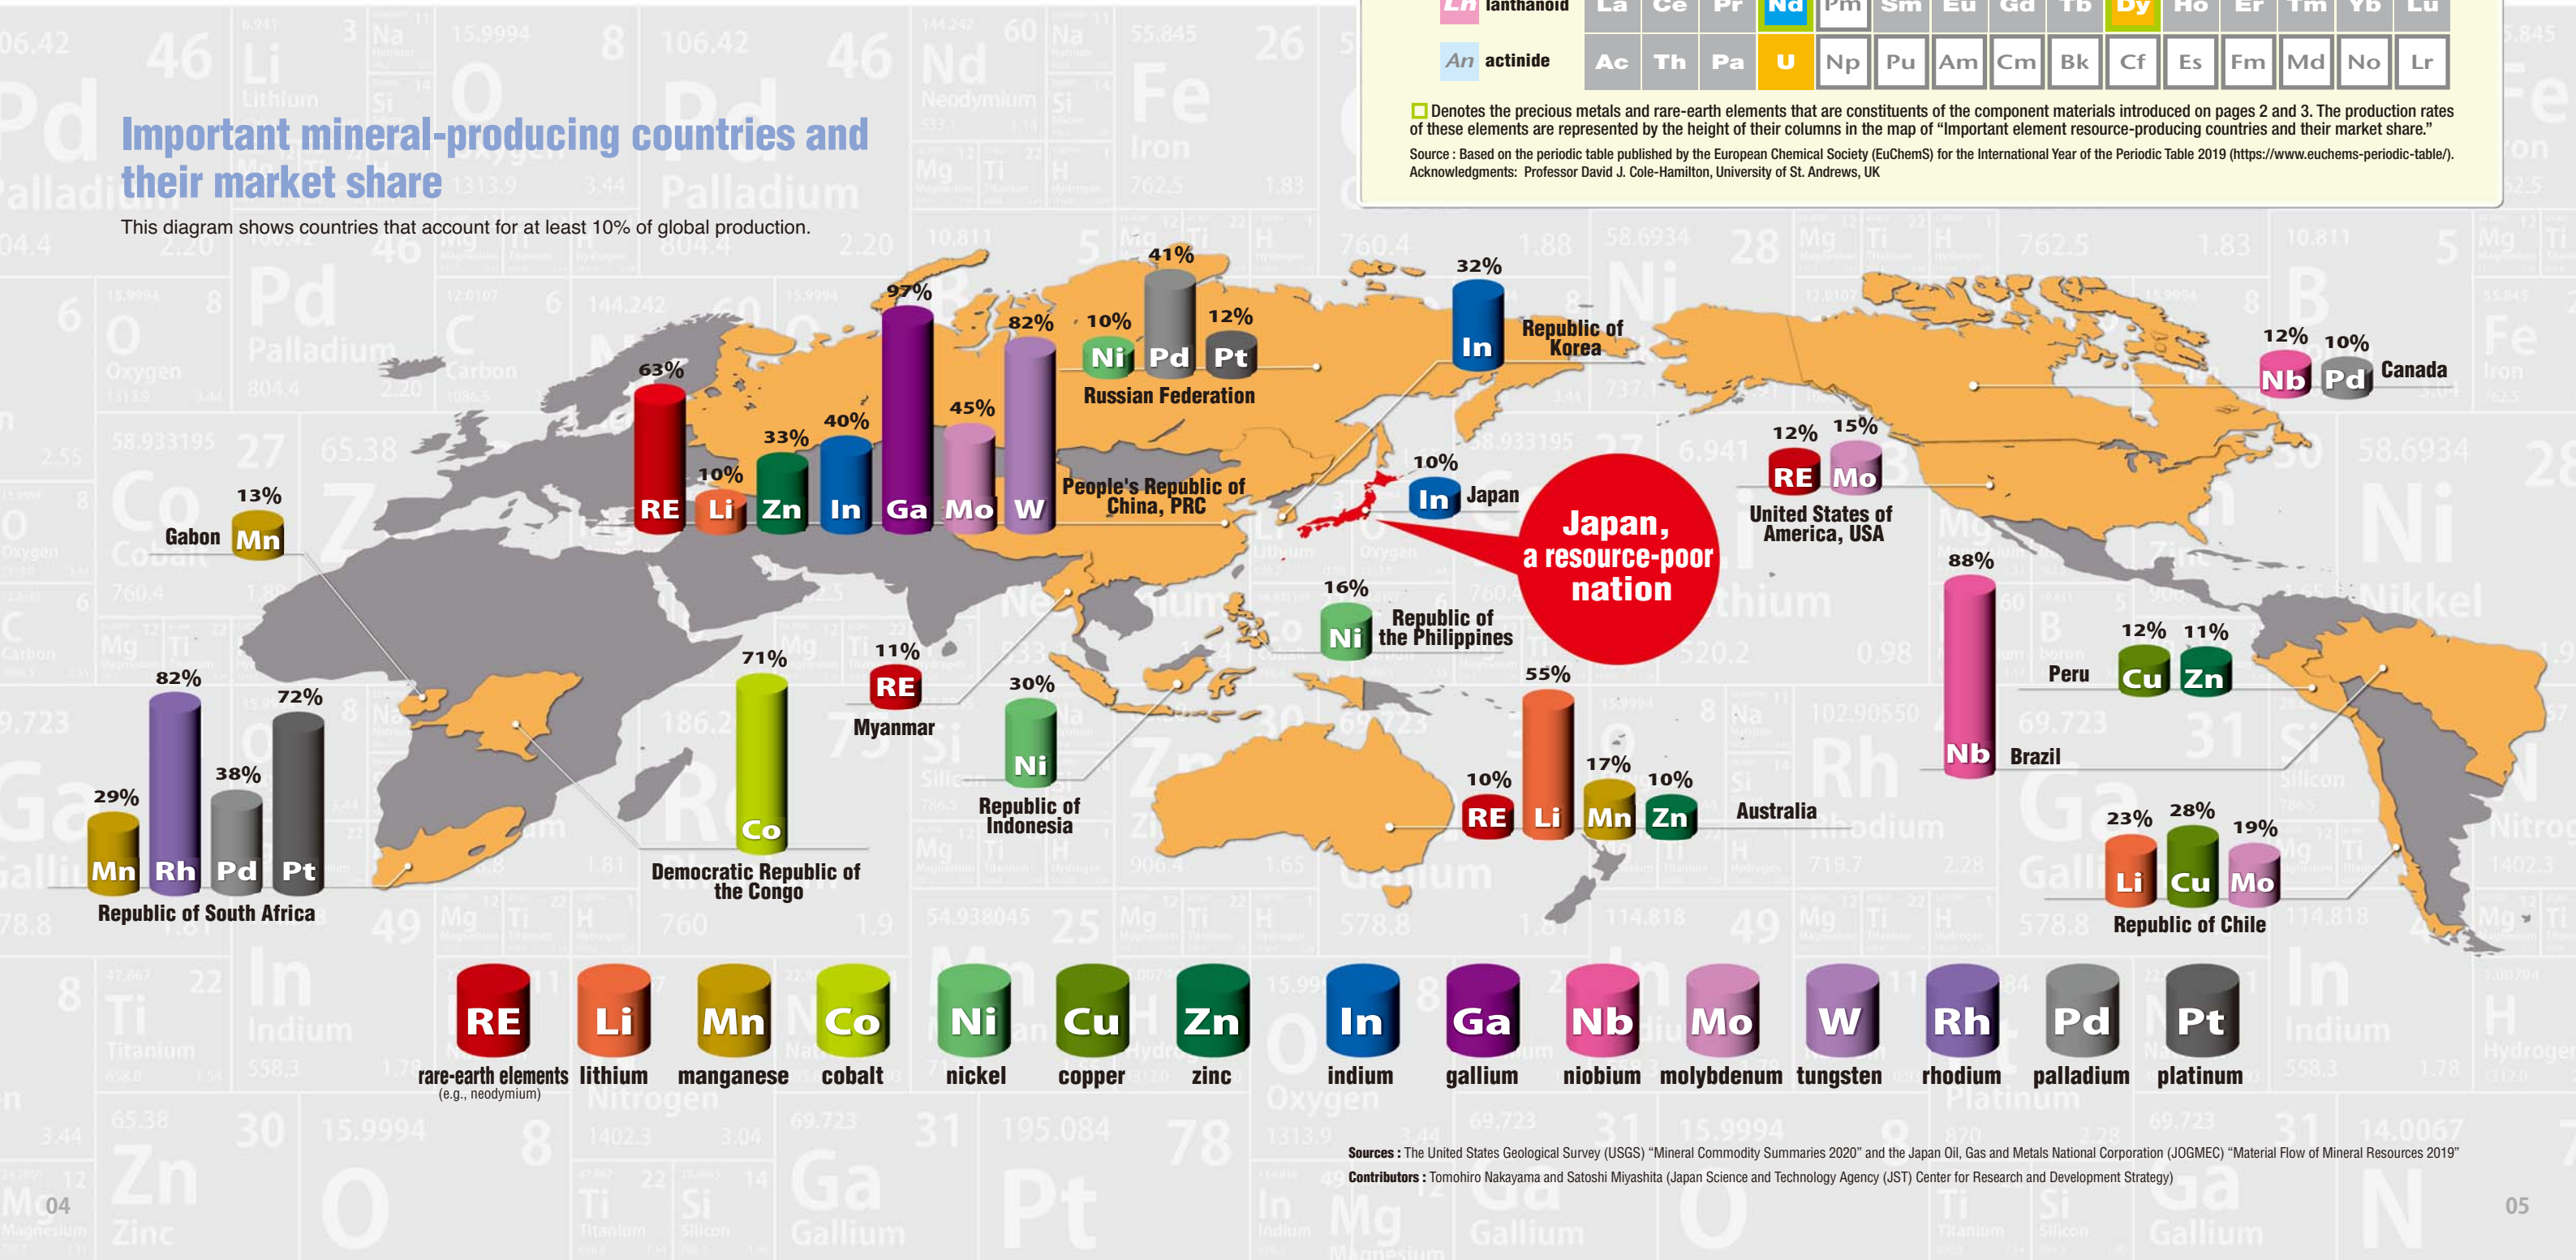 Ln lanthanoid La Ce Pr Nd Pm Sm Eu Gd Tb Dy Ho Er Tm Yb Lu
An actinide Ac Th Pa U Np Pu Am Cm Bk Cf Es Fm Md No Lr
Denotes the precious metals and rare-earth elements that are constituents of the component materials introduced on pages 2 and 3. The production rates
of these elements are represented by the height of their columns in the map of “Important element resource-producing countries and their market share.”
Source : Based on the periodic table published by the European Chemical Society (EuChemS) for the International Year of the Periodic Table 2019 (https://www.euchems-periodic-table/).
Acknowledgments: Professor David J. Cole-Hamilton, University of St. Andrews, UK
Important mineral-producing countries and
their market share
This diagram shows countries that account for at least 10% of global production.
10% 41% 12%
Ni Pd Pt
Russian Federation
63% 10% 33% 40% 97% 45% 82%
RE Li Zn In Ga Mo W
People's Republic of
China, PRC
32%
In
Republic of
Korea
10%
In Japan
Japan,
a resource-poor
nation
12% 10%
Nb Pd Canada
12% 15%
RE Mo
United States of
America, USA
13%
Gabon Mn
29% 82% 38% 72%
Mn Rh Pd Pt
Republic of South Africa
71%
Co
Democratic Republic of
the Congo
11%
RE
Myanmar
30%
Ni
Republic of
Indonesia
16%
Ni
Republic of
the Philippines
10% 55% 17% 10%
RE Li Mn Zn
Australia
88%
Nb Brazil
12% 11%
Peru Cu Zn
23% 28% 19%
Li Cu Mo
Republic of Chile
RE Li Mn Co Ni Cu Zn In Ga Nb Mo W Rh Pd Pt
rare-earth elements lithium manganese cobalt nickel copper zinc indium gallium niobium molybdenum tungsten rhodium palladium platinum
(e.g., neodymium)
Sources : The United States Geological Survey (USGS) “Mineral Commodity Summaries 2020” and the Japan Oil, Gas and Metals National Corporation (JOGMEC) “Material Flow of Mineral Resources 2019”
Contributors : Tomohiro Nakayama and Satoshi Miyashita (Japan Science and Technology Agency (JST) Center for Research and Development Strategy)
04
05